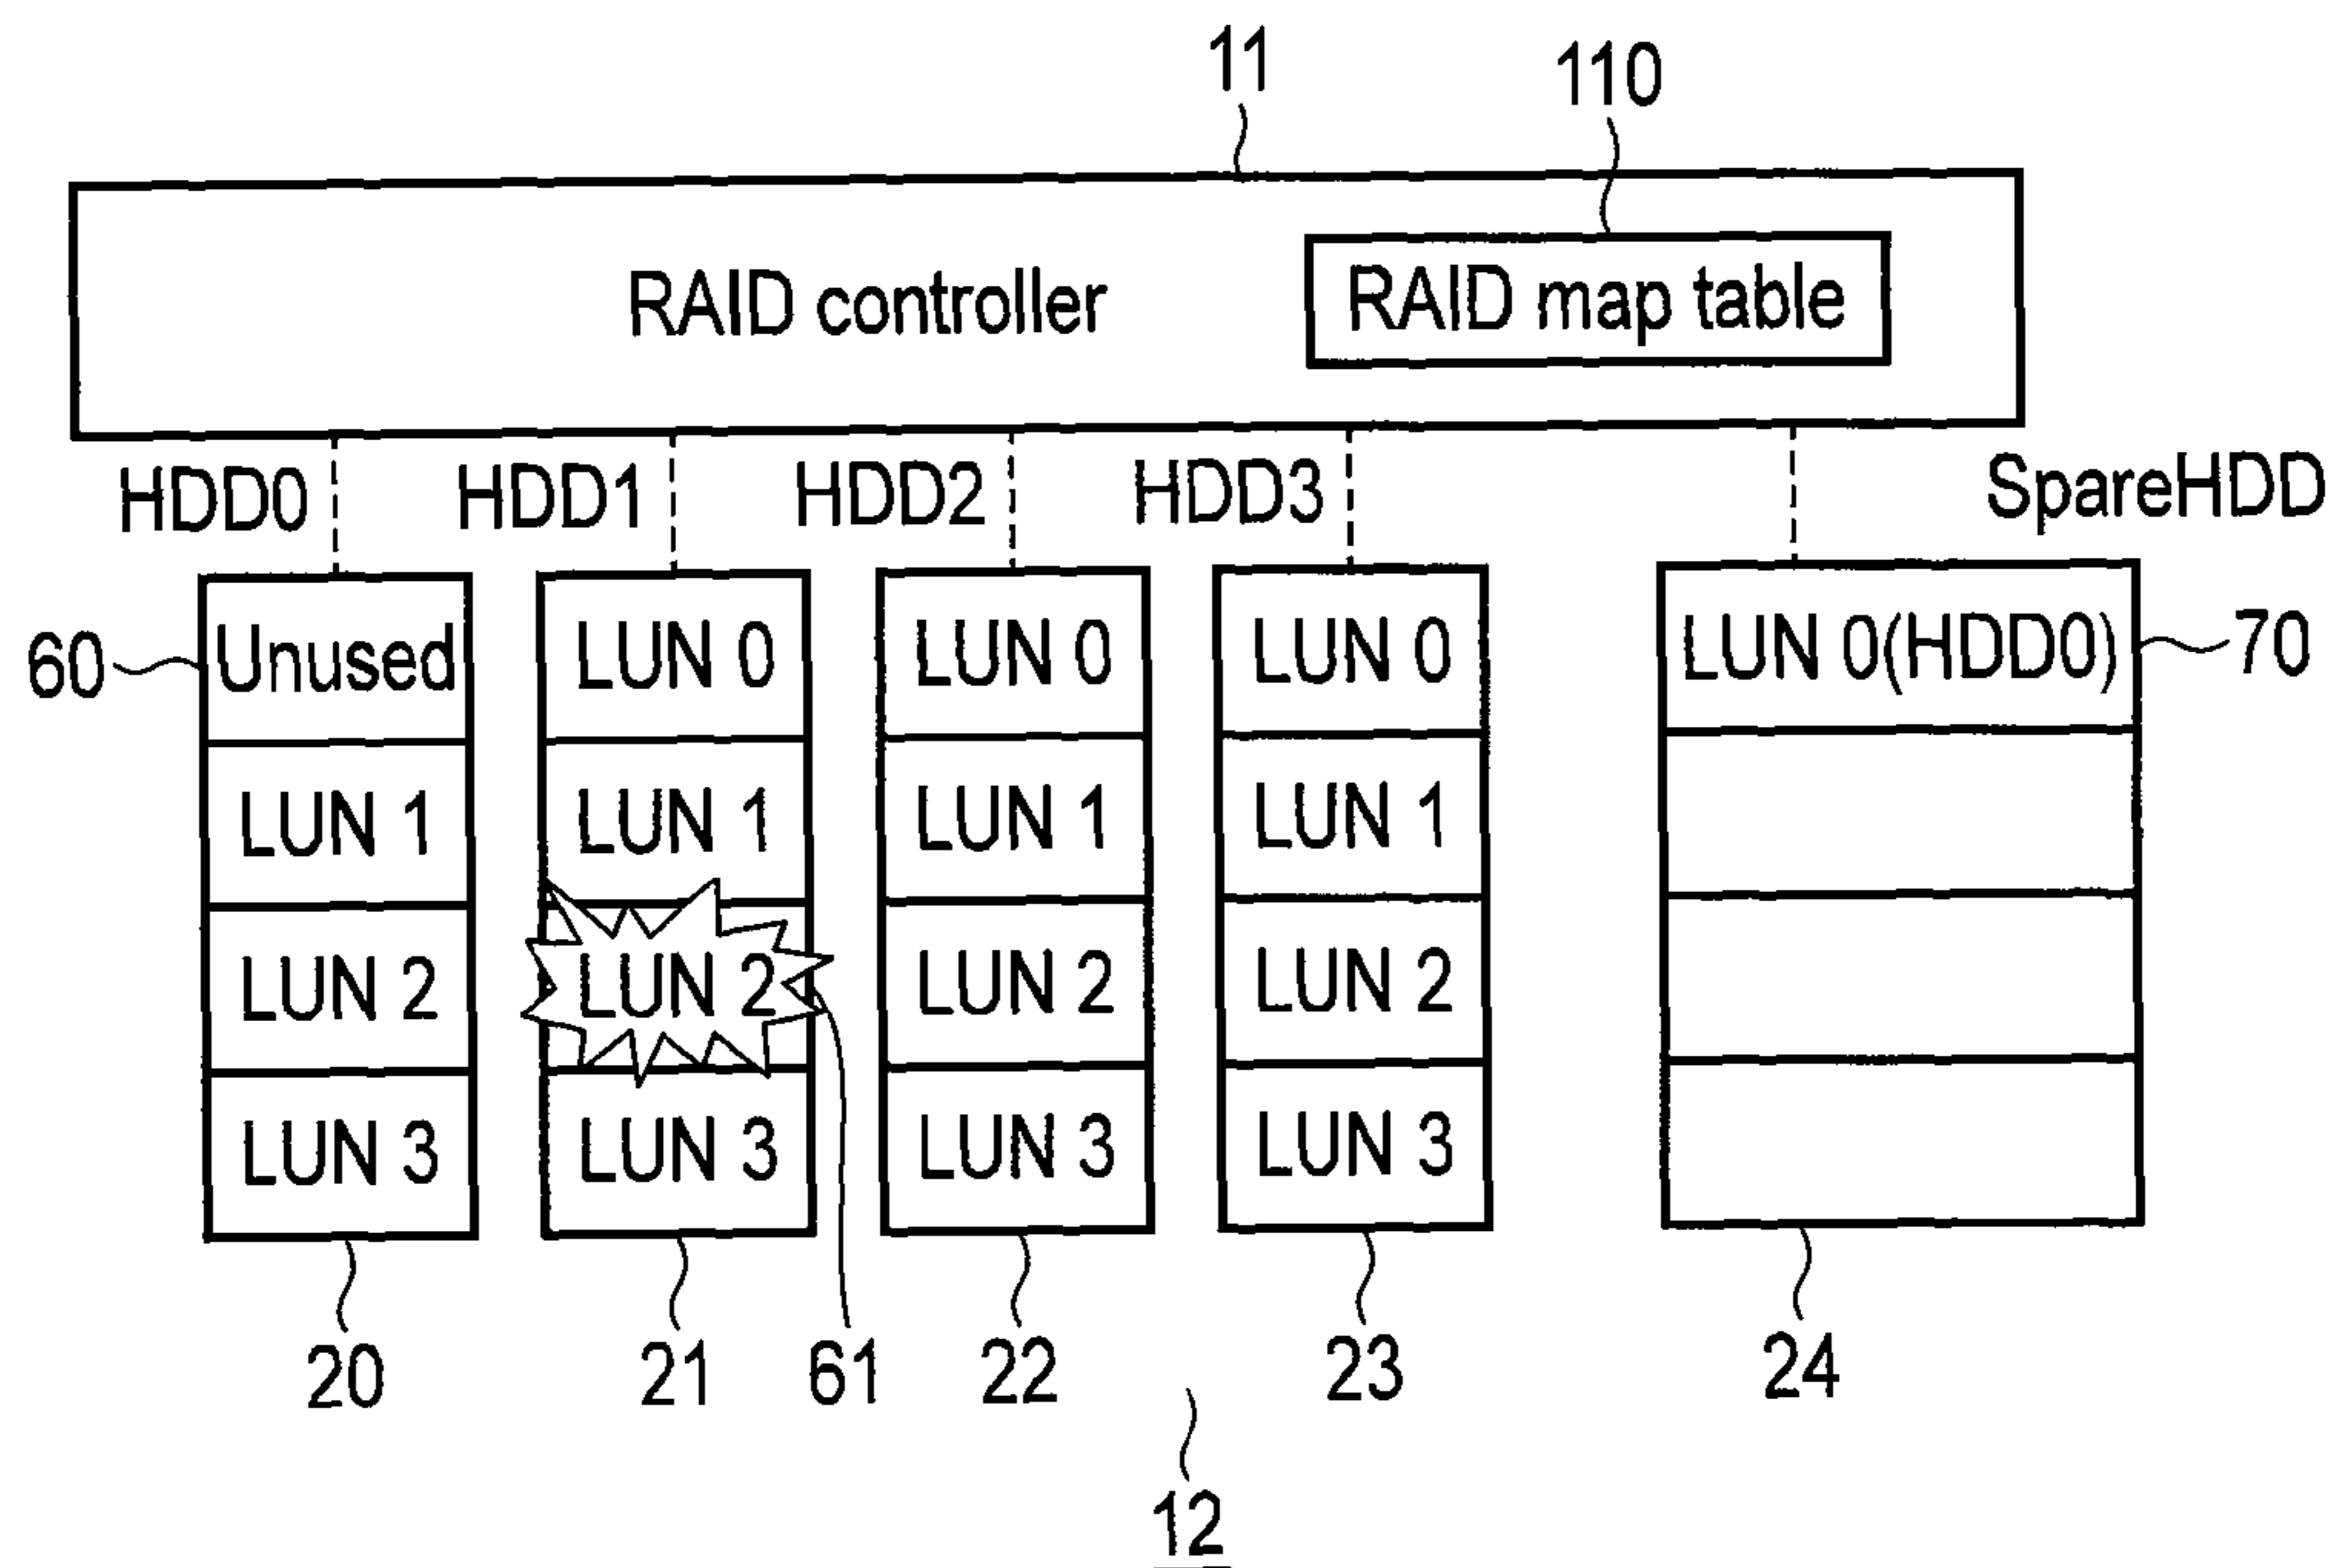 11
110
RAID controller
RAID map table
HDD0
HDD1
HDD2
HDD3
SpareHDD
60
Unused
LUN 0
LUN 0
LUN 0
LUN 0(HDD0)
70
LUN 1
LUN 1
LUN 1
LUN 1
LUN 2
LUN 2
LUN 2
LUN 2
LUN 3
LUN 3
LUN 3
LUN 3
20
21
61
22
23
24
12